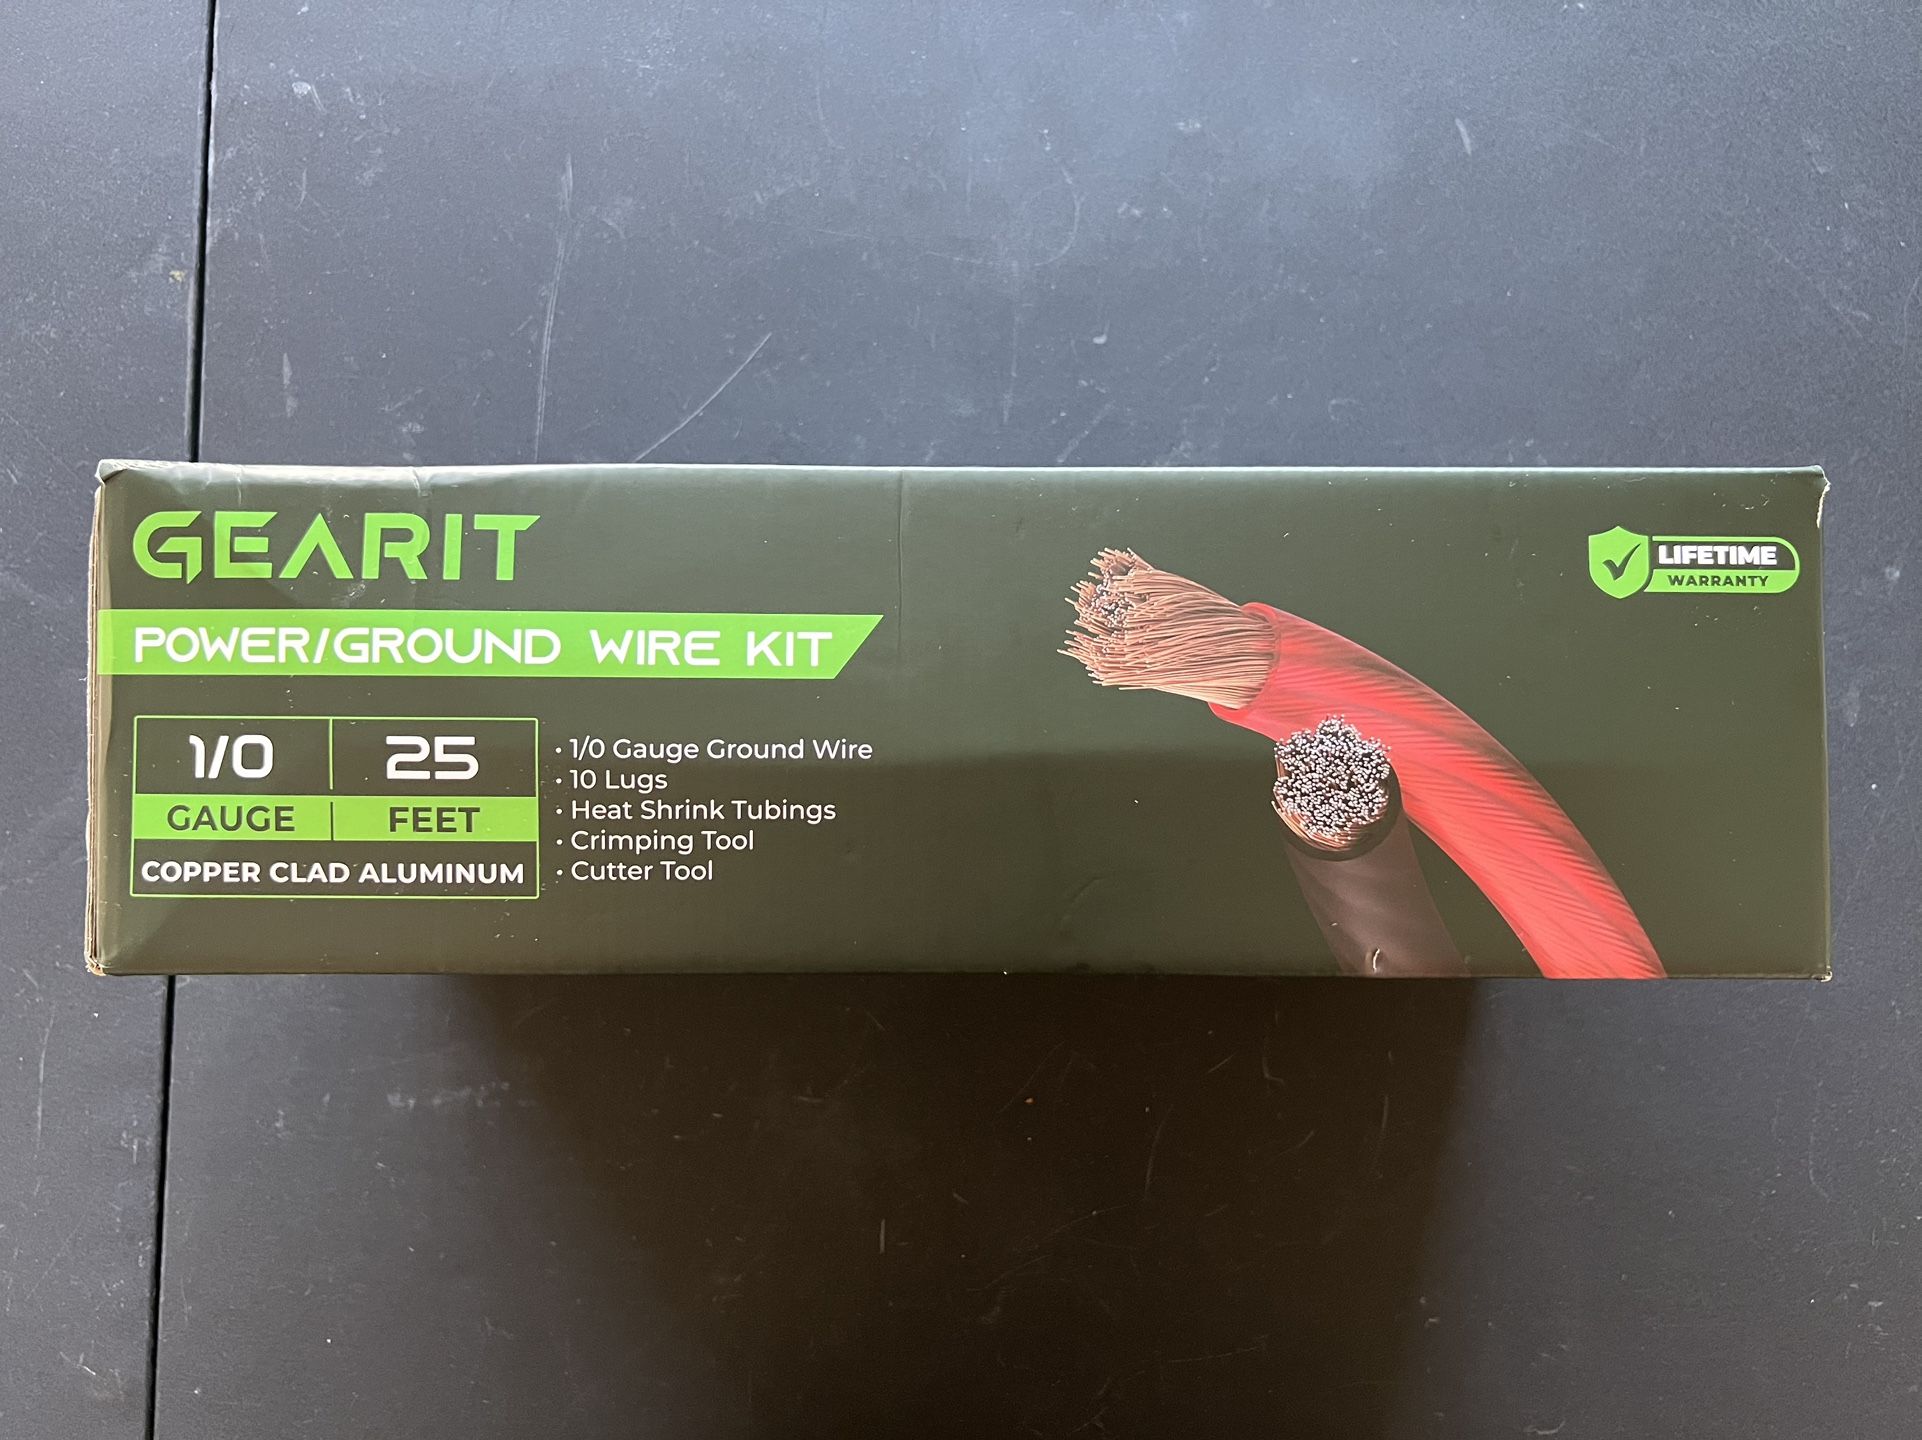 GEARIT
POWER/GROUND WIRE KIT
1/0
GAUGE
25
FEET
COPPER CLAD ALUMINUM
• 1/0 Gauge Ground Wire
• 10 Lugs
• Heat Shrink Tubings
• Crimping Tool
• Cutter Tool
LIFETIME
WARRANTY